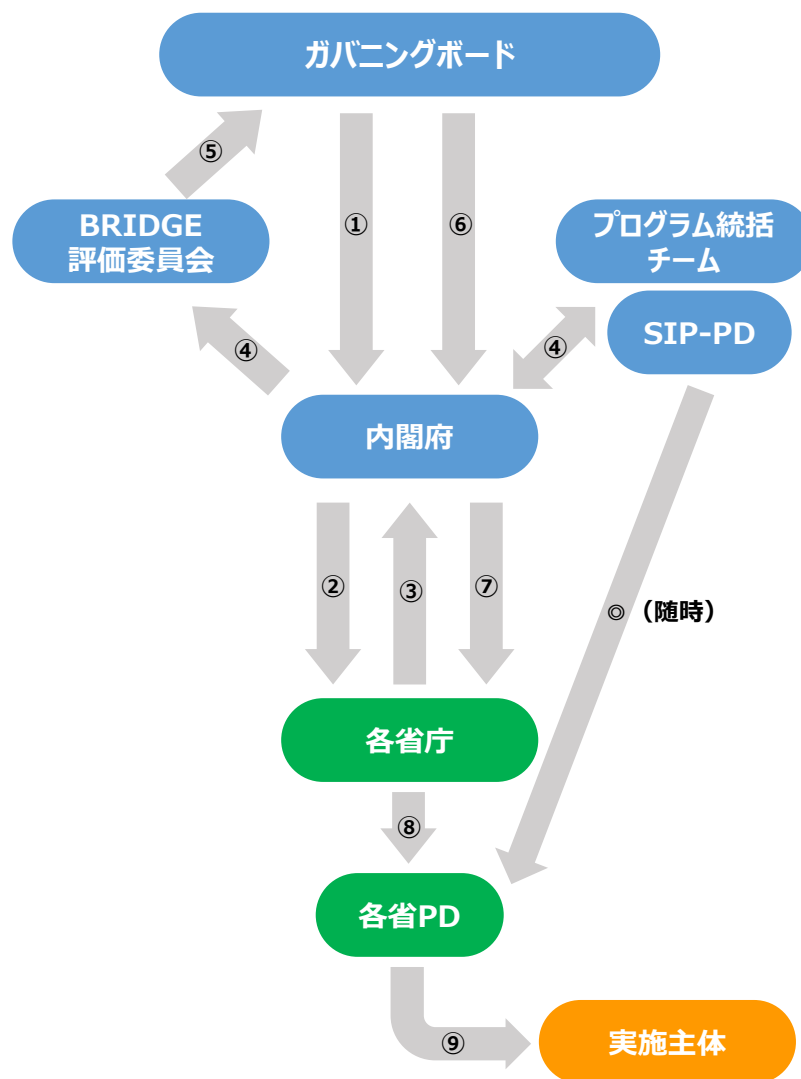 ガバニングボード
⑤
BRIDGE
評価委員会
①
⑥
プログラム統括
チーム
SIP-PD
④
④
内閣府
②
③
⑦
◎（随時）
各省庁
⑧
各省PD
⑨
実施主体